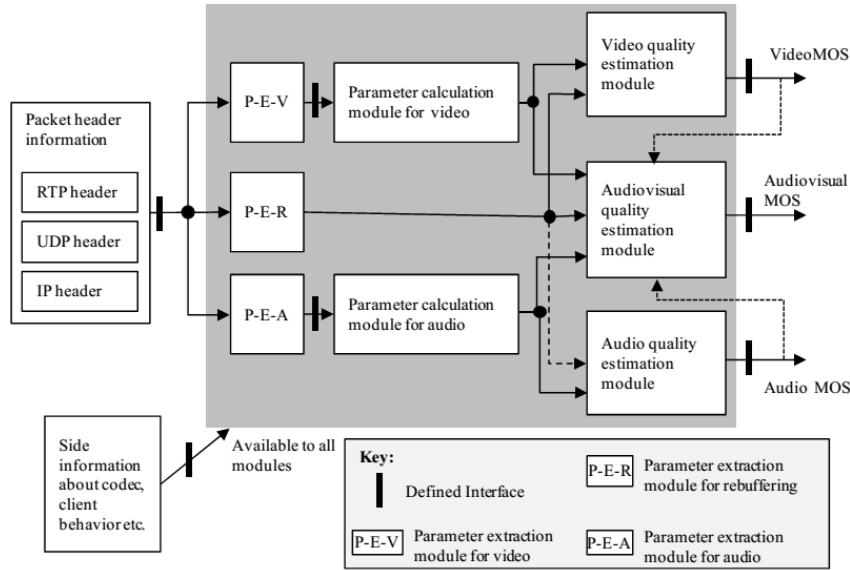 Packet header
information
RTP header
UDP header
IP header
P-E-V
Parameter calculation
module for video
P-E-R
P-E-A
Parameter calculation
module for audio
Video quality
estimation
module
VideoMOS
Audiovisual
quality
estimation
module
Audiovisual
MOS
Audio quality
estimation
module
Audio MOS
Side
information
about codec,
client
behavior etc.
Available to all
modules
Key:
Defined Interface
P-E-R
Parameter extraction
module for rebuffering
P-E-V
Parameter extraction
module for video
P-E-A
Parameter extraction
module for audio